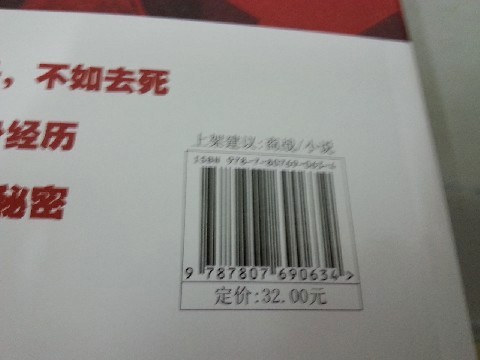 ，不如去死
经历
秘密
上架建议:商战/小说
ISBN 978-7-80769-063-4
9 787807 690634 >
定价:32.00元